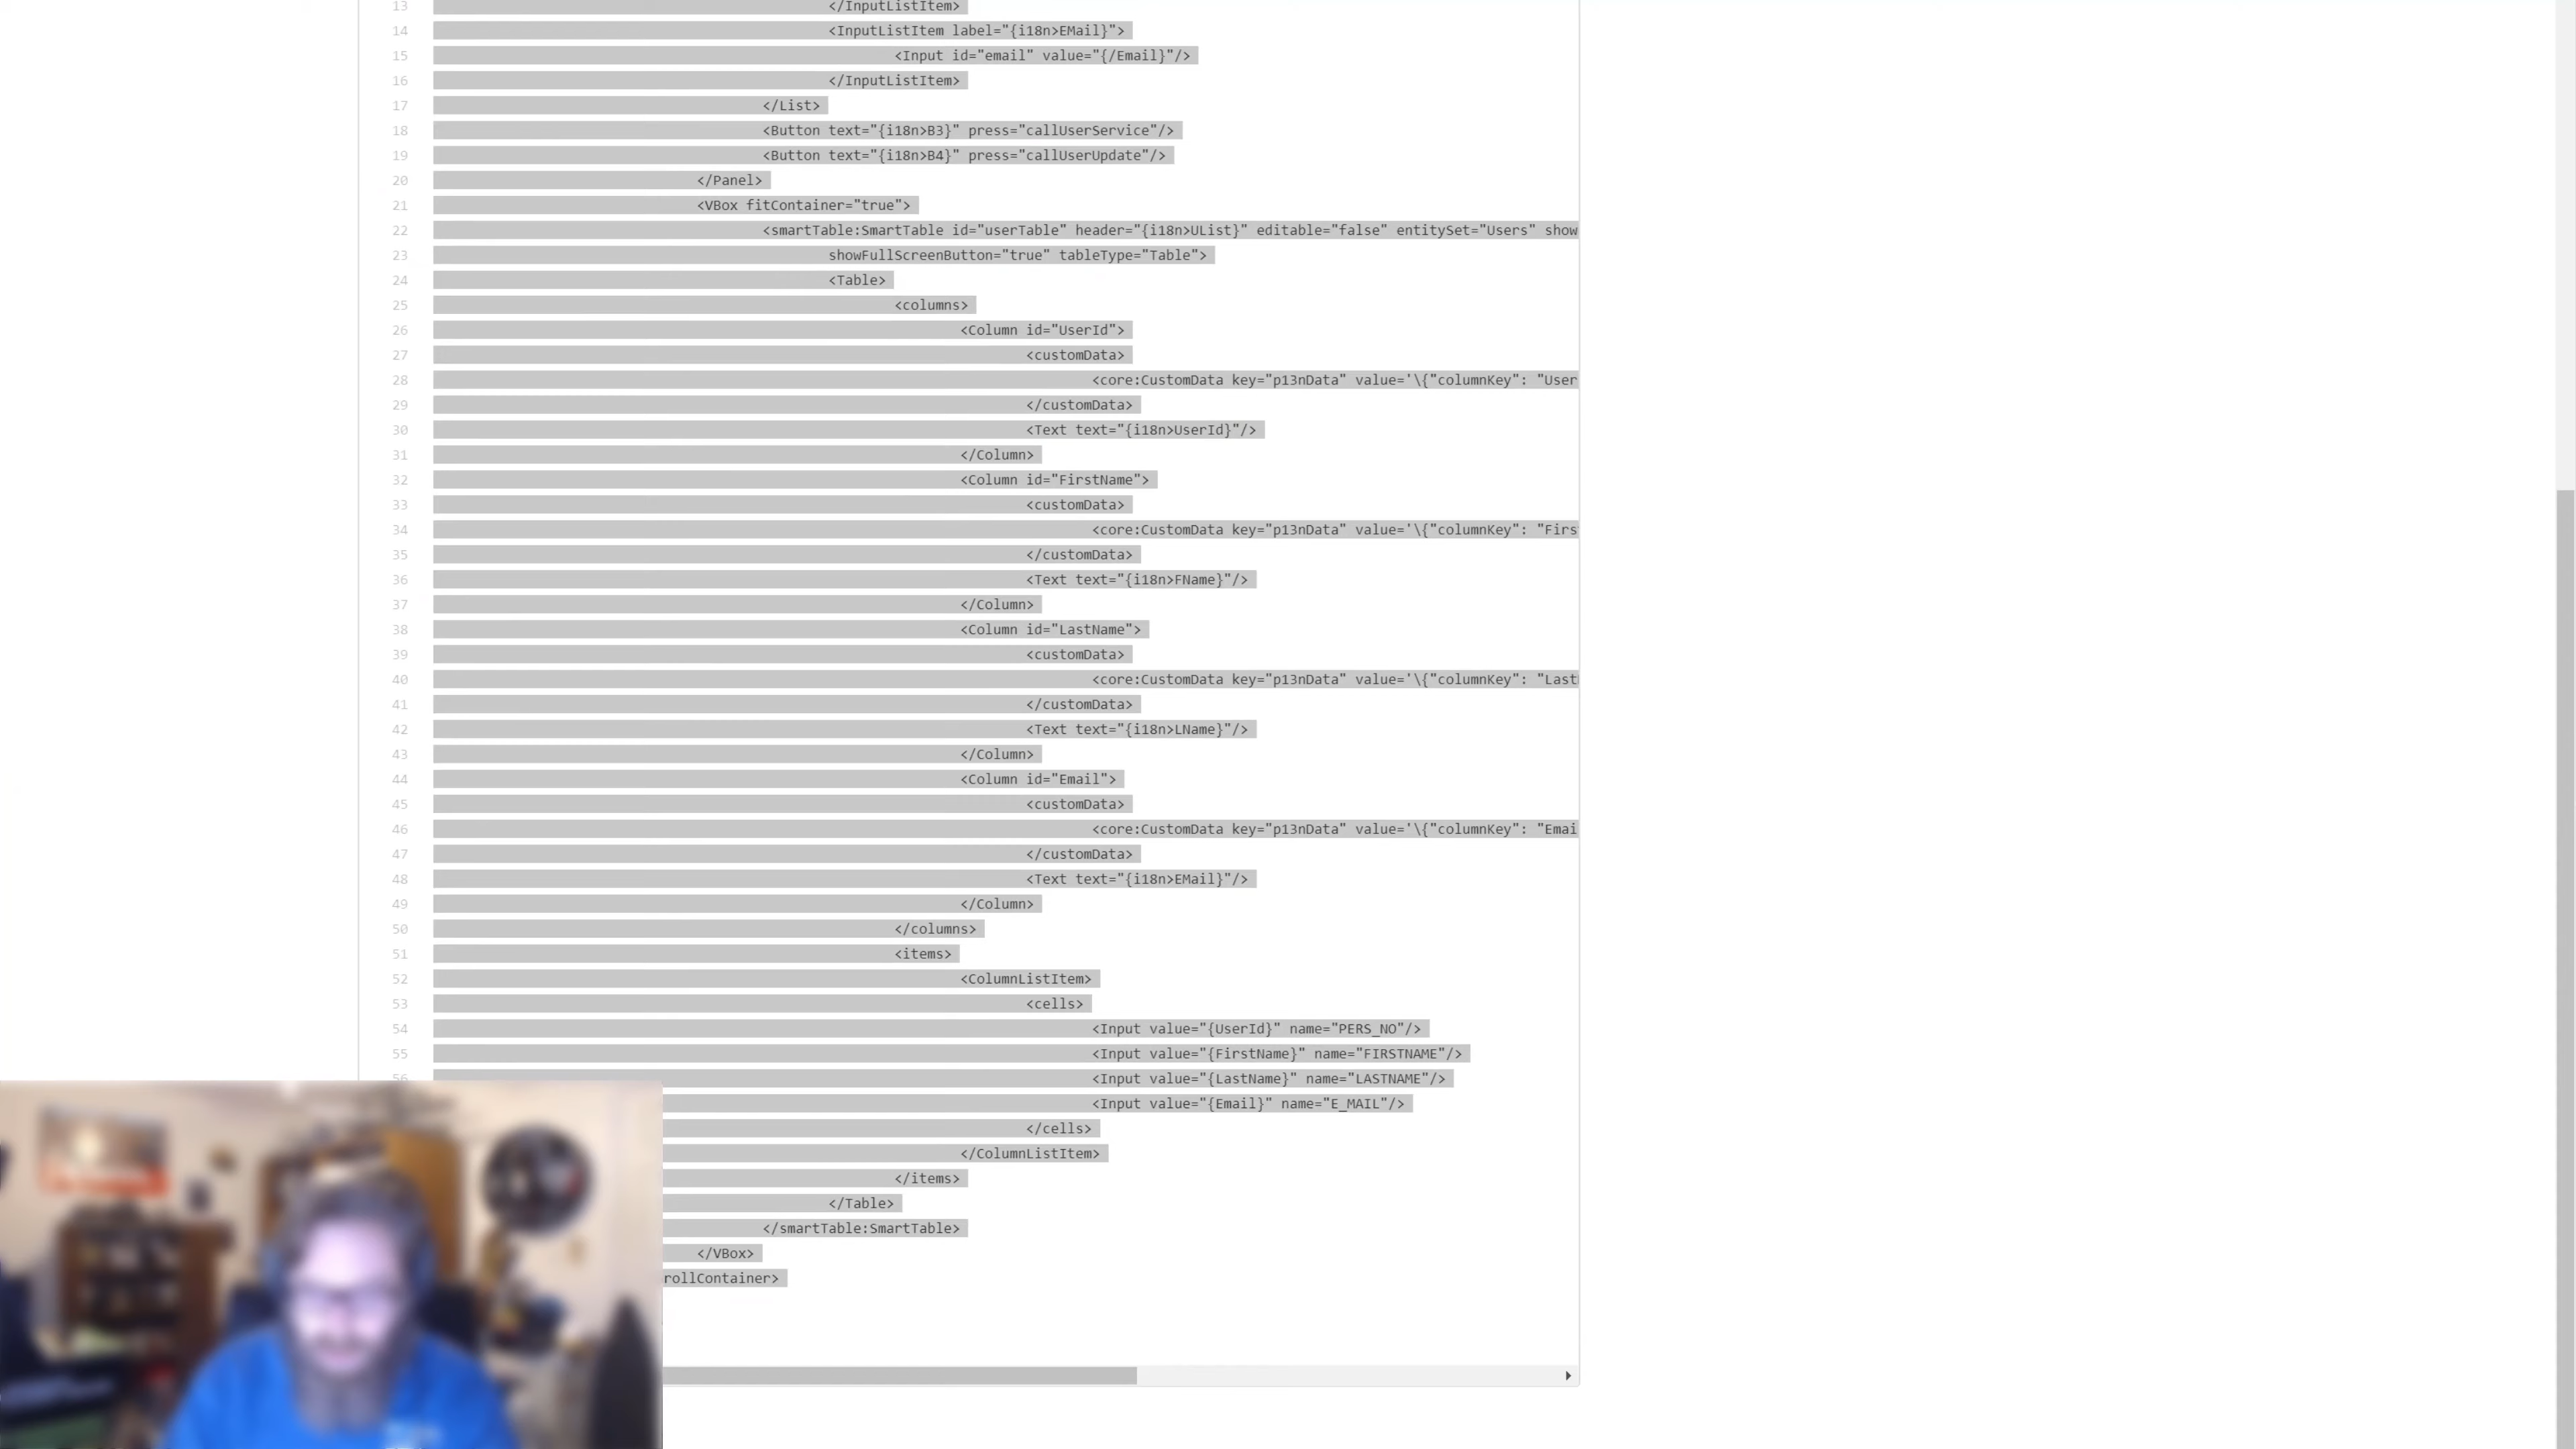 13 </InputListItem>
14 <InputListItem label="{i18n>EMail}">
15 <Input id="email" value="{/Email}"/>
16 </InputListItem>
17 </List>
18 <Button text="{i18n>B3}" press="callUserService"/>
19 <Button text="{i18n>B4}" press="callUserUpdate"/>
20 </Panel>
21 <VBox fitContainer="true">
22 <smartTable:SmartTable id="userTable" header="{i18n>UList}" editable="false" entitySet="Users" show
23 showFullScreenButton="true" tableType="Table">
24 <Table>
25 <columns>
26 <Column id="UserId">
27 <customData>
28 <core:CustomData key="p13nData" value='\{"columnKey": "User
29 </customData>
30 <Text text="{i18n>UserId}"/>
31 </Column>
32 <Column id="FirstName">
33 <customData>
34 <core:CustomData key="p13nData" value='\{"columnKey": "Firs
35 </customData>
36 <Text text="{i18n>FName}"/>
37 </Column>
38 <Column id="LastName">
39 <customData>
40 <core:CustomData key="p13nData" value='\{"columnKey": "Last
41 </customData>
42 <Text text="{i18n>LName}"/>
43 </Column>
44 <Column id="Email">
45 <customData>
46 <core:CustomData key="p13nData" value='\{"columnKey": "Emai
47 </customData>
48 <Text text="{i18n>EMail}"/>
49 </Column>
50 </columns>
51 <items>
52 <ColumnListItem>
53 <cells>
54 <Input value="{UserId}" name="PERS_NO"/>
55 <Input value="{FirstName}" name="FIRSTNAME"/>
56 <Input value="{LastName}" name="LASTNAME"/>
<Input value="{Email}" name="E_MAIL"/>
</cells>
</ColumnListItem>
</items>
</Table>
</smartTable:SmartTable>
</VBox>
rollContainer>